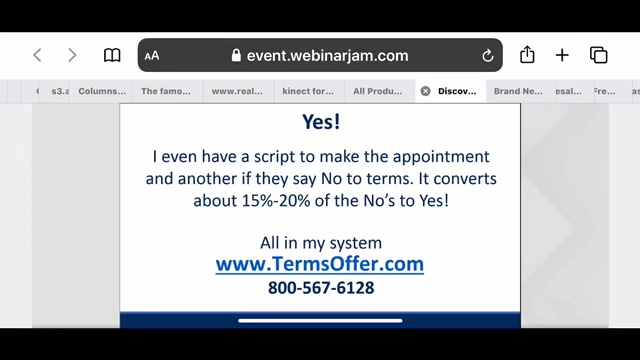 AA event.webinarjam.com
s3.a Columns... The famo... www.real... kinect for... All Produ... Discov... Brand Ne... esal... Fre...
Yes!
I even have a script to make the appointment
and another if they say No to terms. It converts
about 15%-20% of the No's to Yes!
All in my system
www.TermsOffer.com
800-567-6128